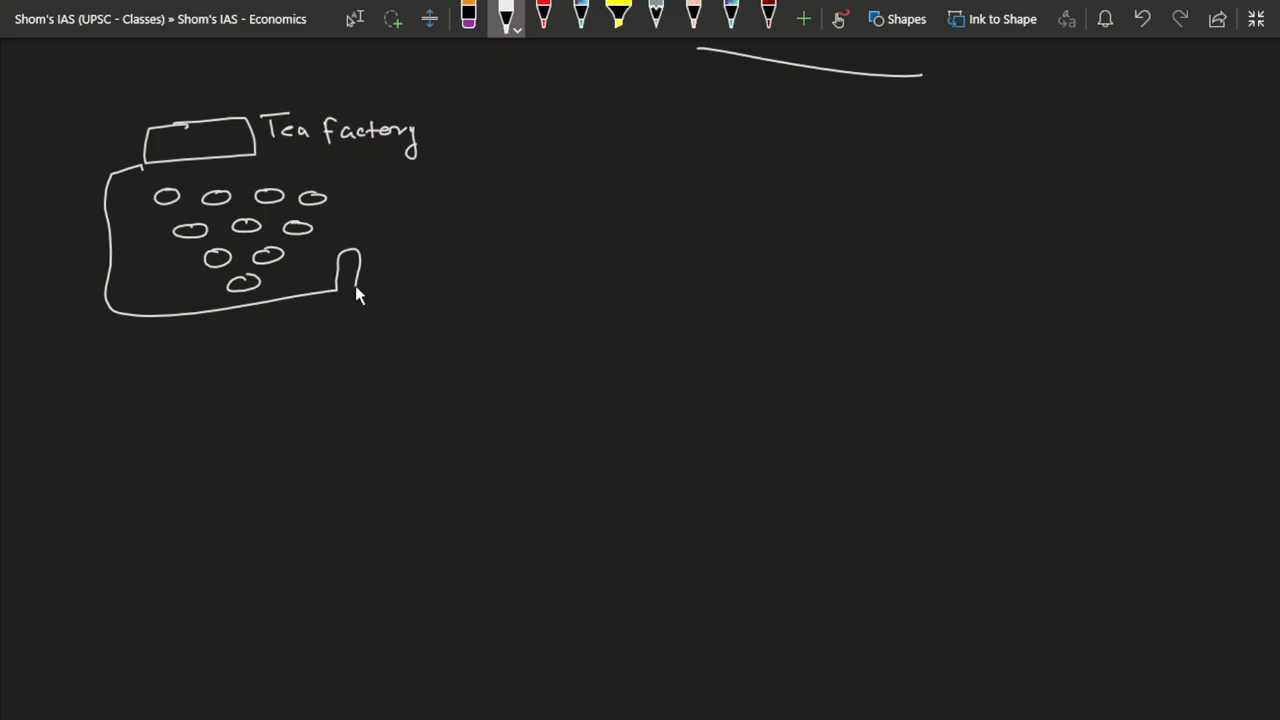 Shom's IAS (UPSC - Classes) » Shom's IAS - Economics
Shapes
Ink to Shape
Tea factory